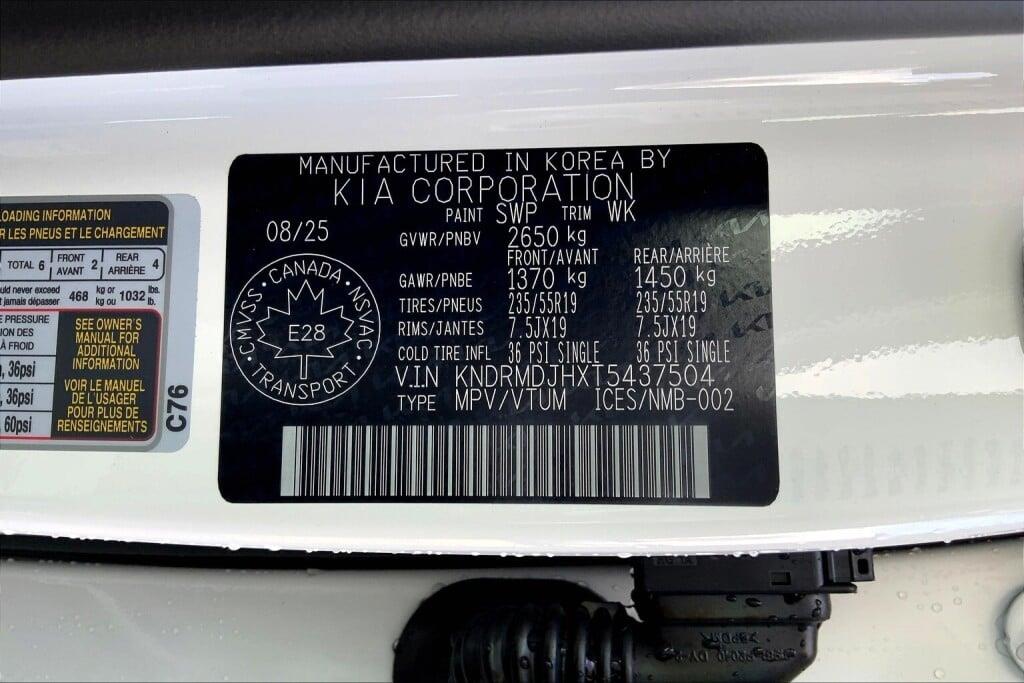 MANUFACTURED IN KOREA BY
KIA CORPORATION
PAINT SWP TRIM WK
08/25
GVWR/PNBV 2650 kg
FRONT/AVANT REAR/ARRIÈRE
GAWR/PNBE 1370 kg 1450 kg
TIRES/PNEUS 235/55R19 235/55R19
RIMS/JANTES 7.5JX19 7.5JX19
COLD TIRE INFL 36 PSI SINGLE 36 PSI SINGLE
V.I.N KNDRMDJHXT5437504
TYPE MPV/VTUM ICES/NMB-002
CANADA
CMVSS NSVAC
E28
TRANSPORT
LOADING INFORMATION
LES PNEUS ET LE CHARGEMENT
TOTAL 6 FRONT AVANT 2 REAR ARRIÈRE 4
never exceed
jamais dépasser 468 kg or kg ou 1032 lbs. lb.
PRESSURE
DES
À FROID
36psi
36psi
60psi
SEE OWNER'S
MANUAL FOR
ADDITIONAL
INFORMATION
VOIR LE MANUEL
DE L'USAGER
POUR PLUS DE
RENSEIGNEMENTS
C76